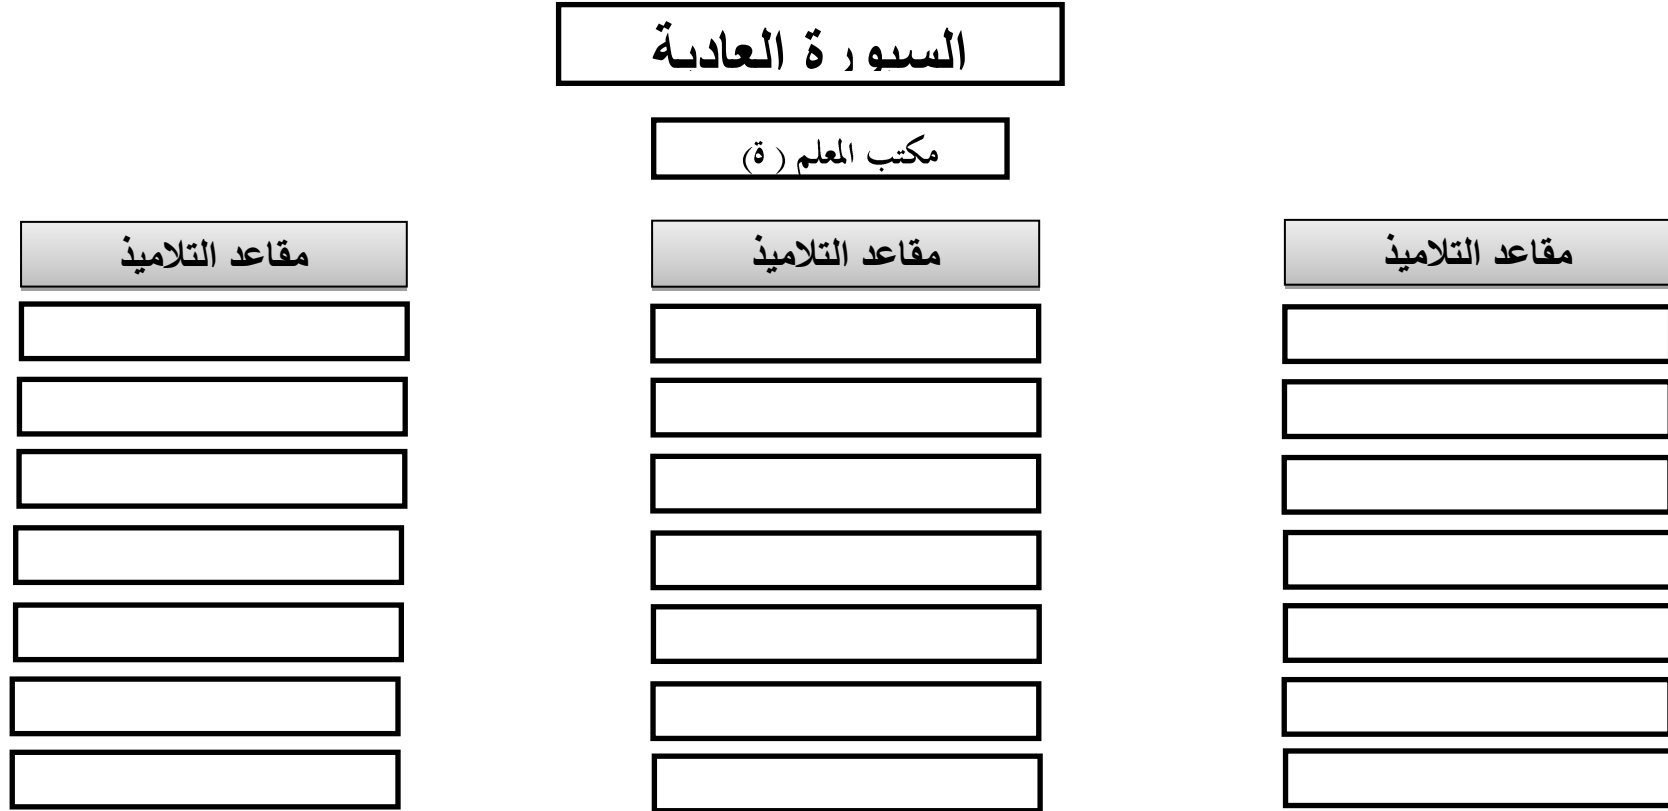 السبورة العادية
مكتب المعلم (ة)
مقاعد التلاميذ
مقاعد التلاميذ
مقاعد التلاميذ